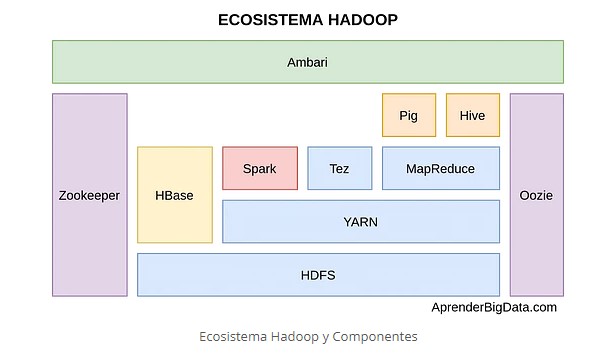 ECOSISTEMA HADOOP
Ambari
Pig
Hive
Zookeeper
HBase
Spark
Tez
MapReduce
Oozie
YARN
HDFS
AprenderBigData.com
Ecosistema Hadoop y Componentes